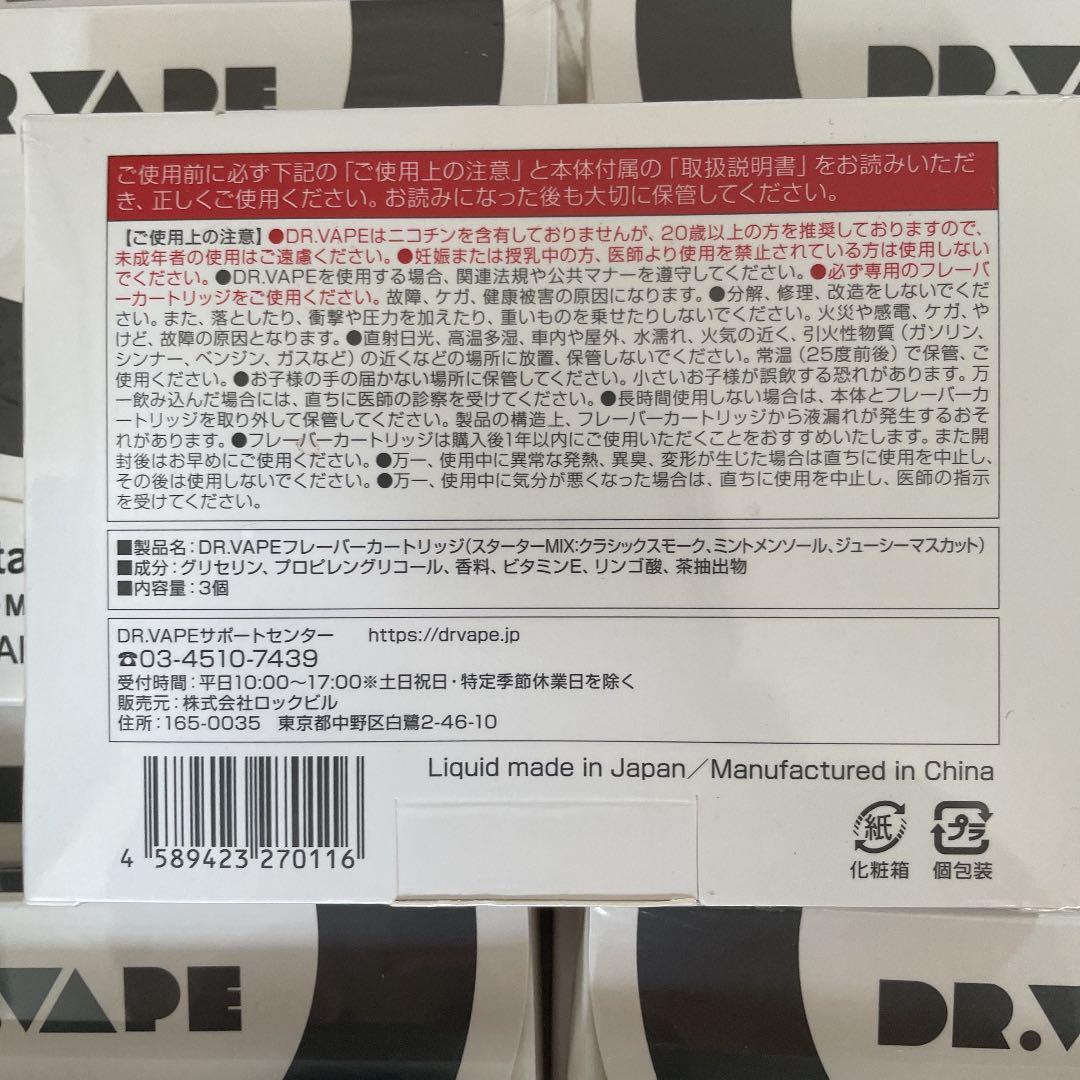 R.VAPE
DR.VA
ご使用前に必ず下記の「ご使用上の注意」と本体付属の「取扱説明書」をお読みいただ
き、正しくご使用ください。お読みになった後も大切に保管してください。
【ご使用上の注意】●DR.VAPEはニコチンを含有しておりませんが、20歳以上の方を推奨しておりますので、
未成年者の使用はご遠慮ください。●妊娠または授乳中の方、医師より使用を禁止されている方は使用しない
でください。●DR.VAPEを使用する場合、関連法規や公共マナーを遵守してください。●必ず専用のフレーバ
ーカートリッジをご使用ください。故障、ケガ、健康被害の原因になります。●分解、修理、改造をしないでくだ
さい。また、落としたり、衝撃や圧力を加えたり、重いものを乗せたりしないでください。火災や感電、ケガ、や
けど、故障の原因となります。●直射日光、高温多湿、車内や屋外、水濡れ、火気の近く、引火性物質（ガソリン、
シンナー、ベンジン、ガスなど）の近くなどの場所に放置、保管しないでください。常温（25度前後）で保管、ご
使用ください。●お子様の手の届かない場所に保管してください。小さいお子様が誤飲する恐れがあります。万
一飲み込んだ場合には、直ちに医師の診察を受けてください。●長時間使用しない場合は、本体とフレーバーカ
ートリッジを取り外して保管してください。製品の構造上、フレーバーカートリッジから液漏れが発生するおそ
れがあります。●フレーバーカートリッジは購入後1年以内にご使用いただくことをおすすめいたします。また開
封後はお早めにご使用ください。●万一、使用中に異常な発熱、異臭、変形が生じた場合は直ちに使用を中止し、
その後は使用しないでください。●万一、使用中に気分が悪くなった場合は、直ちに使用を中止し、医師の指示
を受けてください。
■製品名：DR.VAPEフレーバーカートリッジ（スターターMIX：クラシックスモーク、ミントメンソール、ジューシーマスカット）
■成分：グリセリン、プロピレングリコール、香料、ビタミンE、リンゴ酸、茶抽出物
■内容量：3個
DR.VAPEサポートセンター https://drvape.jp
☎03-4510-7439
受付時間：平日10:00～17:00※土日祝日・特定季節休業日を除く
販売元：株式会社ロックビル
住所：165-0035 東京都中野区白鷺2-46-10
Liquid made in Japan／Manufactured in China
4 589423 270116
紙
プラ
化粧箱
個包装
VAPE
DR.V